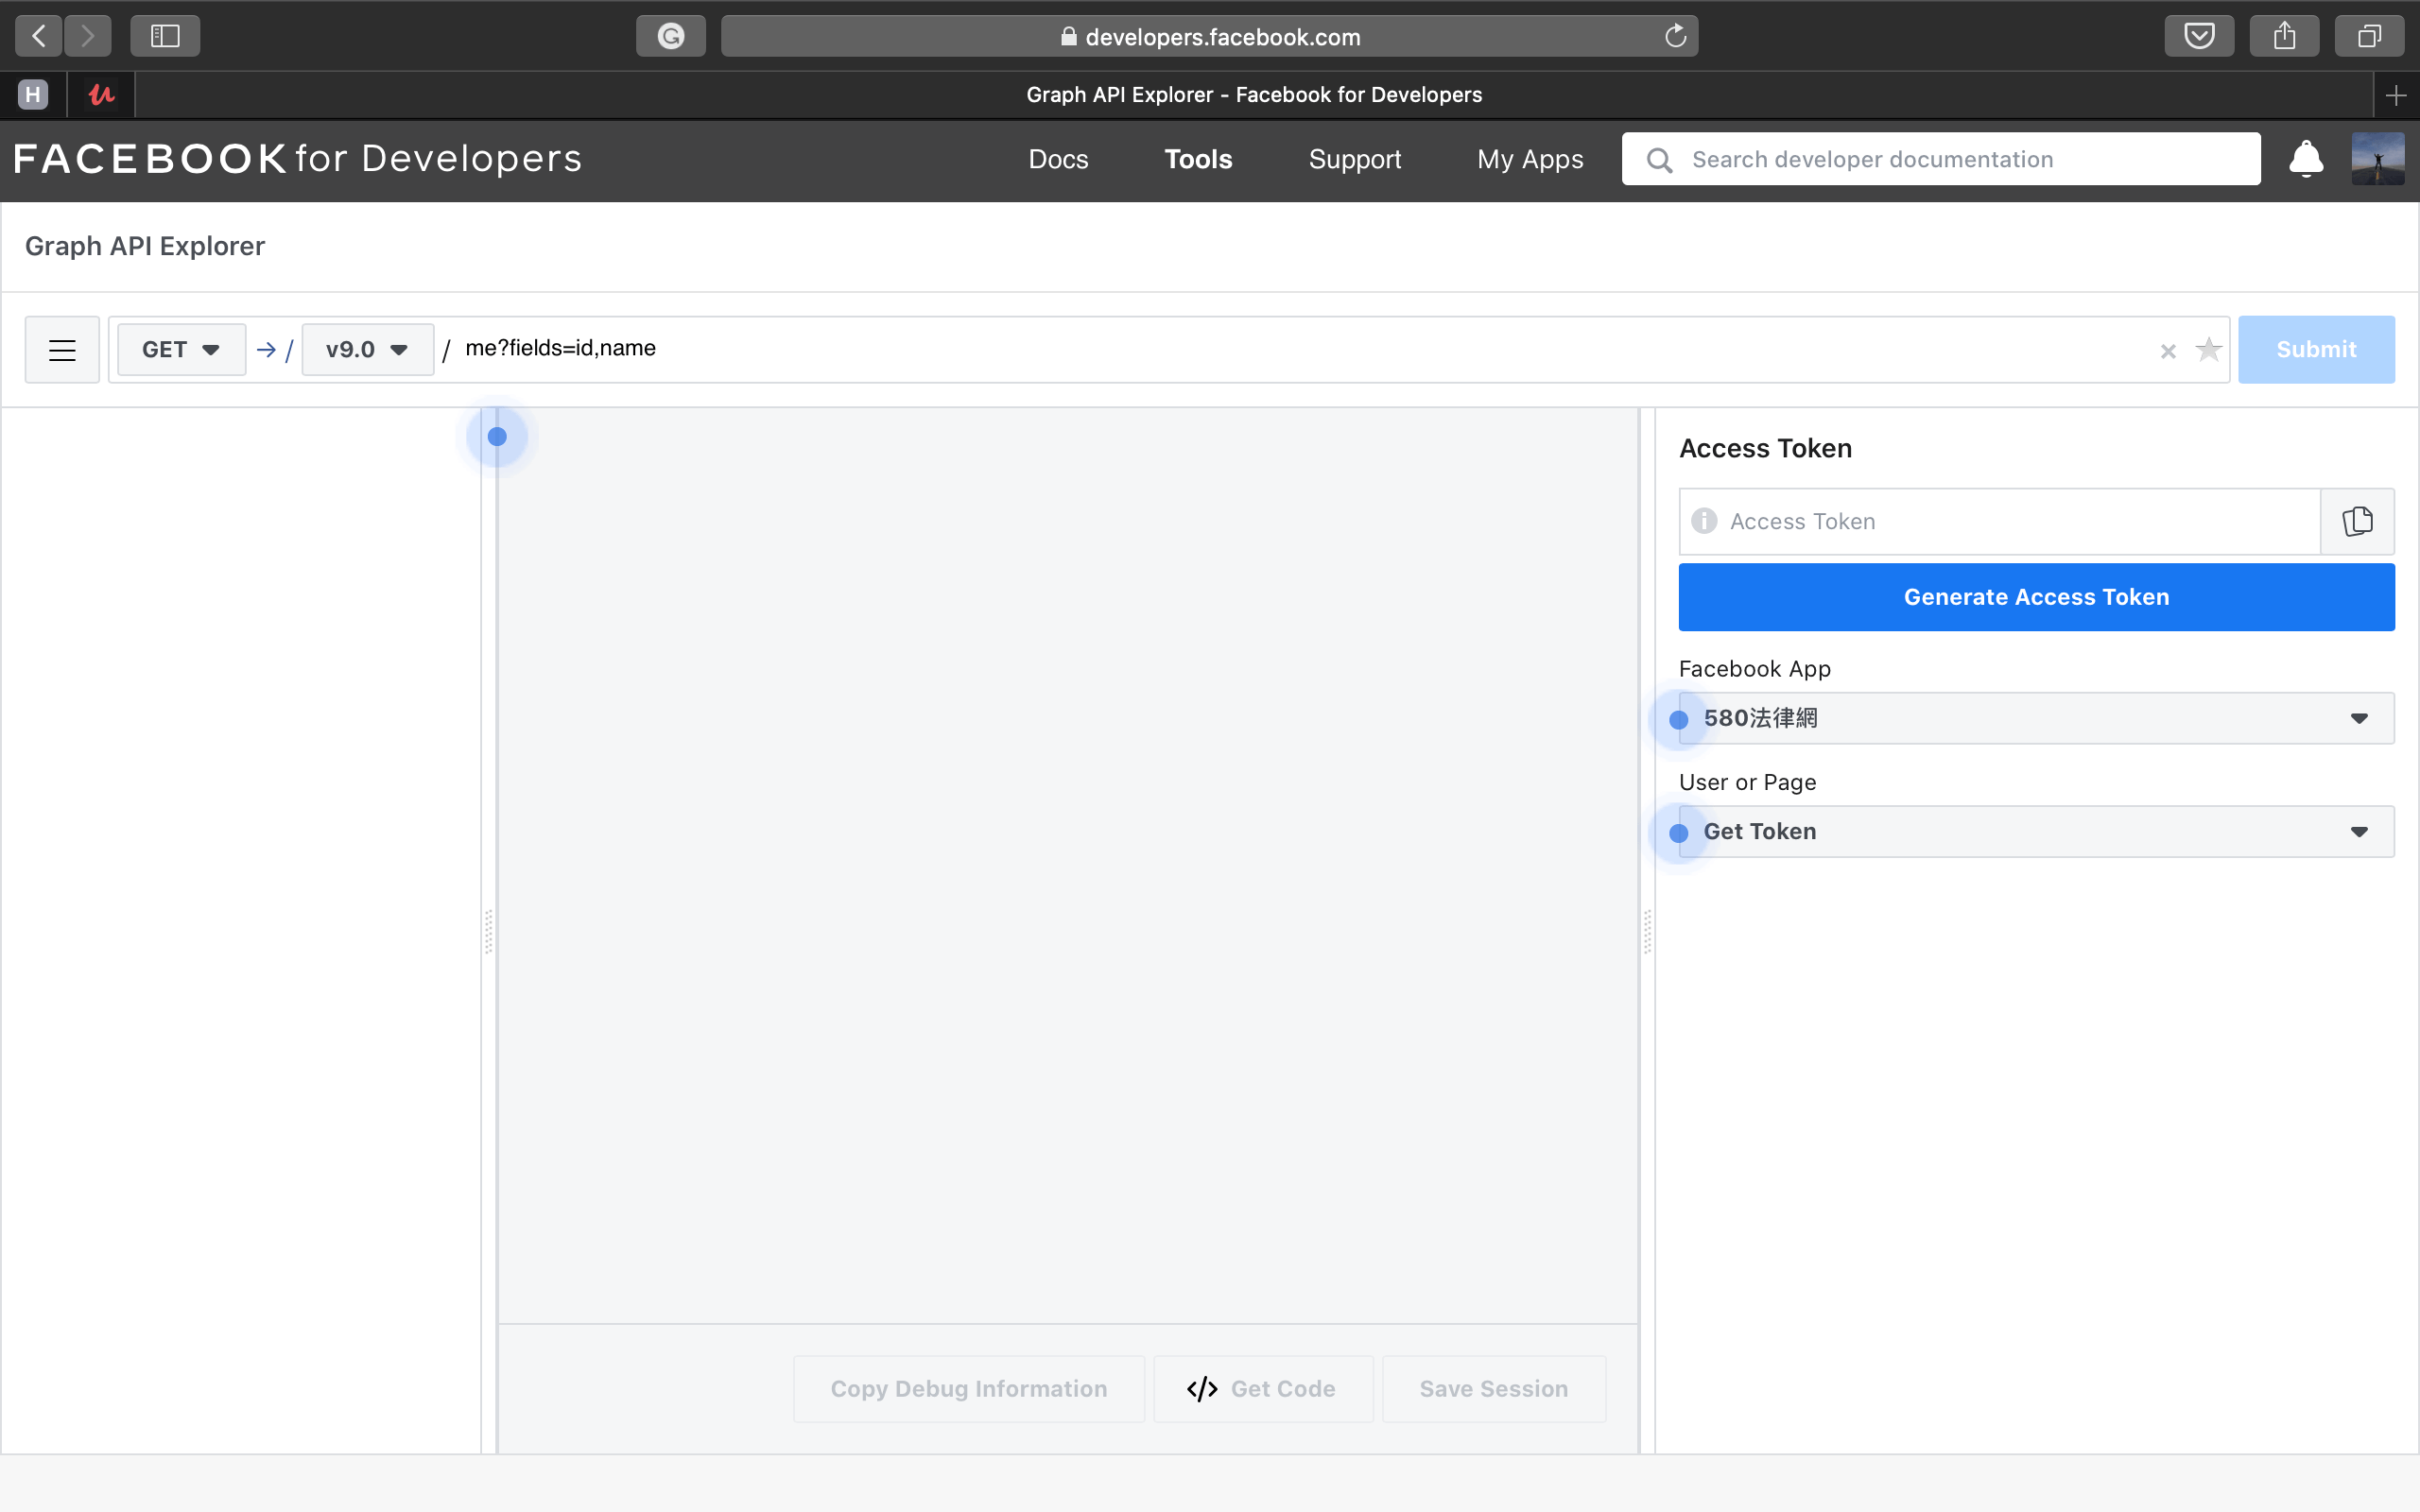 developers.facebook.com
H
Graph API Explorer - Facebook for Developers
FACEBOOK for Developers
Docs
Tools
Support
My Apps
Search developer documentation
Graph API Explorer
GET
/
v9.0
/
me?fields=id,name
Submit
Access Token
Access Token
Generate Access Token
Facebook App
580法律網
User or Page
Get Token
Copy Debug Information
</> Get Code
Save Session